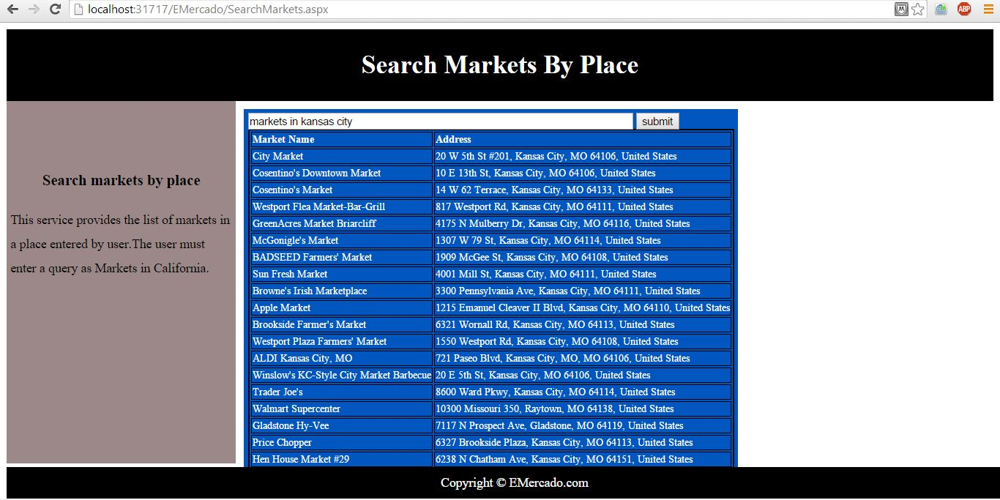 localhost:31717/EMercado/SearchMarkets.aspx
ABP
Search Markets By Place
Search markets by place
This service provides the list of markets in
a place entered by user.The user must
enter a query as Markets in California.
markets in kansas city submit
Market Name Address
City Market 20 W 5th St #201, Kansas City, MO 64106, United States
Cosentino's Downtown Market 10 E 13th St, Kansas City, MO 64106, United States
Cosentino's Market 14 W 62 Terrace, Kansas City, MO 64133, United States
Westport Flea Market-Bar-Grill 817 Westport Rd, Kansas City, MO 64111, United States
GreenAcres Market Briarcliff 4175 N Mulberry Dr, Kansas City, MO 64116, United States
McGonigle's Market 1307 W 79 St, Kansas City, MO 64114, United States
BADSEED Farmers' Market 1909 McGee St, Kansas City, MO 64108, United States
Sun Fresh Market 4001 Mill St, Kansas City, MO 64111, United States
Browne's Irish Marketplace 3300 Pennsylvania Ave, Kansas City, MO 64111, United States
Apple Market 1215 Emanuel Cleaver II Blvd, Kansas City, MO 64110, United States
Brookside Farmer's Market 6321 Wornall Rd, Kansas City, MO 64113, United States
Westport Plaza Farmers' Market 1550 Westport Rd, Kansas City, MO 64108, United States
ALDI Kansas City, MO 721 Paseo Blvd, Kansas City, MO, MO 64106, United States
Winslow's KC-Style City Market Barbecue 20 E 5th St, Kansas City, MO 64106, United States
Trader Joe's 8600 Ward Pkwy, Kansas City, MO 64114, United States
Walmart Supercenter 10300 Missouri 350, Raytown, MO 64138, United States
Gladstone Hy-Vee 7117 N Prospect Ave, Gladstone, MO 64119, United States
Price Chopper 6327 Brookside Plaza, Kansas City, MO 64113, United States
Hen House Market #29 6238 N Chatham Ave, Kansas City, MO 64151, United States
Copyright © EMercado.com